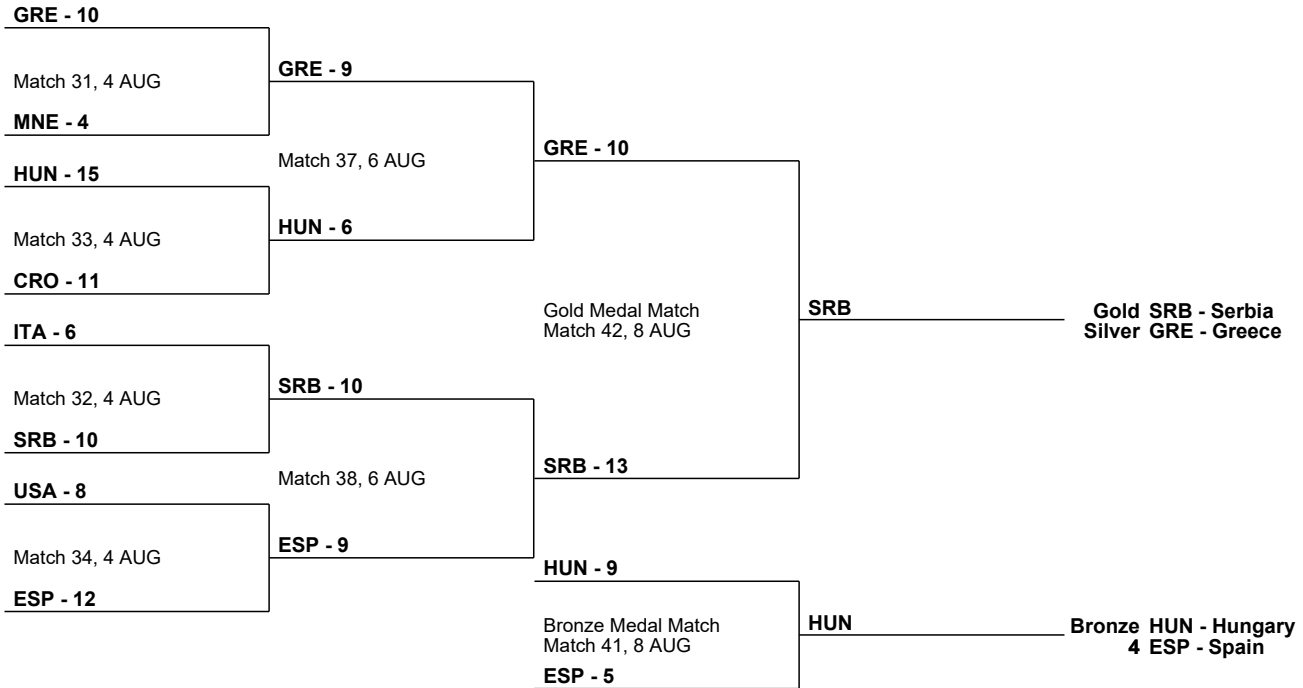 GRE - 10
Match 31, 4 AUG
MNE - 4
HUN - 15
Match 33, 4 AUG
CRO - 11
ITA - 6
Match 32, 4 AUG
SRB - 10
USA - 8
Match 34, 4 AUG
ESP - 12
GRE - 9
Match 37, 6 AUG
HUN - 6
SRB - 10
Match 38, 6 AUG
ESP - 9
GRE - 10
Gold Medal Match
Match 42, 8 AUG
SRB - 13
HUN - 9
Bronze Medal Match
Match 41, 8 AUG
ESP - 5
SRB
HUN
Gold SRB - Serbia
Silver GRE - Greece
Bronze HUN - Hungary
4 ESP - Spain